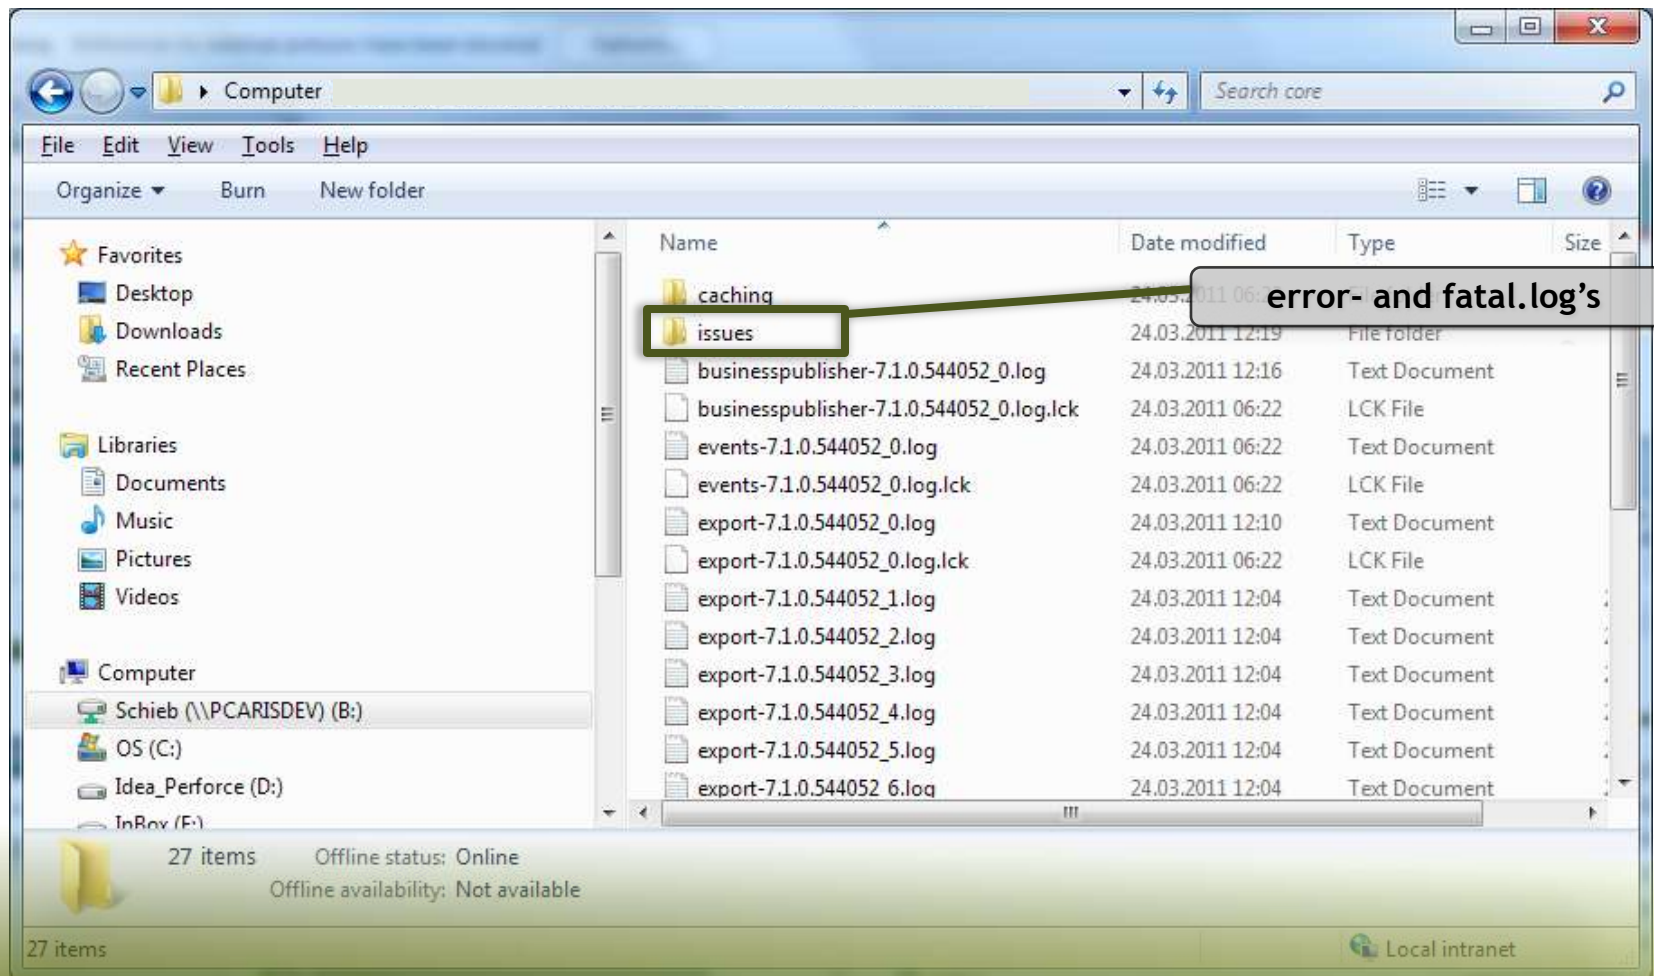 Computer
Search core
File Edit View Tools Help
Organize Burn New folder
Name Date modified Type Size
Favorites
Desktop
Downloads
Recent Places
Libraries
Documents
Music
Pictures
Videos
Computer
Schieb (\\PCARISDEV) (B:)
OS (C:)
Idea_Perforce (D:)
InBox (E:)
caching 24.03.2011 06:22
error- and fatal.log’s
issues 24.03.2011 12:19 File folder
businesspublisher-7.1.0.544052_0.log 24.03.2011 12:16 Text Document
businesspublisher-7.1.0.544052_0.log.lck 24.03.2011 06:22 LCK File
events-7.1.0.544052_0.log 24.03.2011 06:22 Text Document
events-7.1.0.544052_0.log.lck 24.03.2011 06:22 LCK File
export-7.1.0.544052_0.log 24.03.2011 12:10 Text Document
export-7.1.0.544052_0.log.lck 24.03.2011 06:22 LCK File
export-7.1.0.544052_1.log 24.03.2011 12:04 Text Document
export-7.1.0.544052_2.log 24.03.2011 12:04 Text Document
export-7.1.0.544052_3.log 24.03.2011 12:04 Text Document
export-7.1.0.544052_4.log 24.03.2011 12:04 Text Document
export-7.1.0.544052_5.log 24.03.2011 12:04 Text Document
export-7.1.0.544052_6.log 24.03.2011 12:04 Text Document
27 items Offline status: Online
Offline availability: Not available
27 items Local intranet